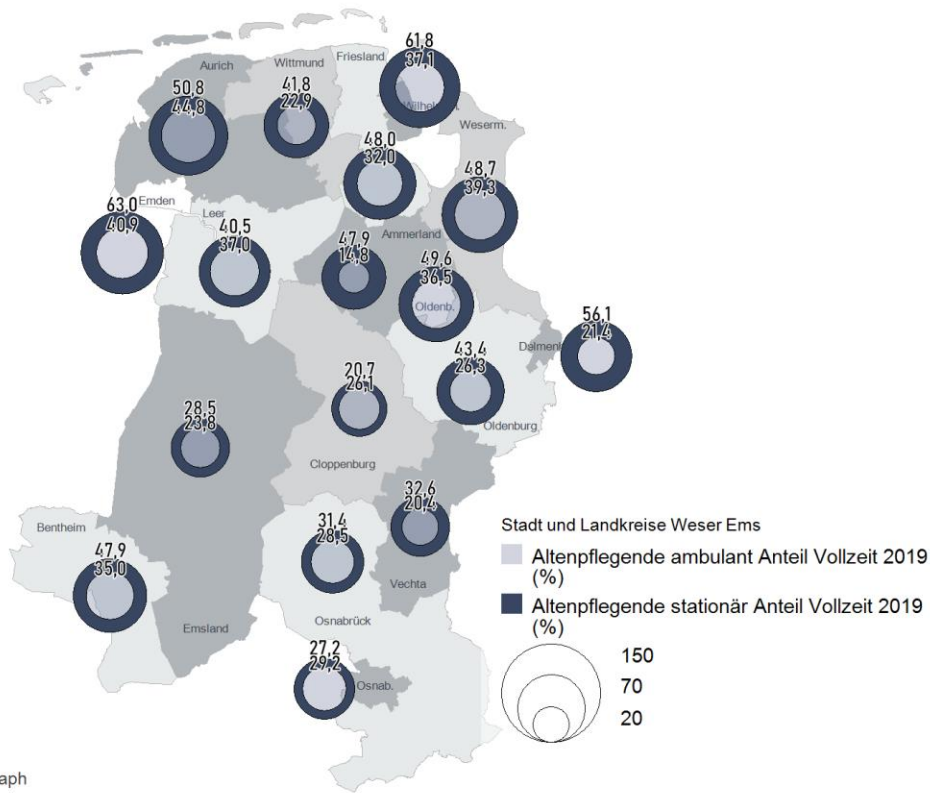 61,8
37,1
Friesland
Wittmund
Aurich
41,8
22,9
50,8
44,8
Weserm.
48,0
32,0
48,7
39,3
63,0
40,9
Emden
Leer
40,5
37,0
Ammerland
47,9
14,8
49,6
36,5
Oldenb.
56,1
21,4
43,4
26,3
20,7
26,1
Oldenburg
28,5
23,8
Cloppenburg
32,6
20,4
Stadt und Landkreise Weser Ems
Altenpflegende ambulant Anteil Vollzeit 2019
(%)
Altenpflegende stationär Anteil Vollzeit 2019
(%)
Bentheim
47,9
35,0
31,4
28,5
Vechta
Osnabrück
Emsland
27,2
29,2
Osnab.
150
70
20